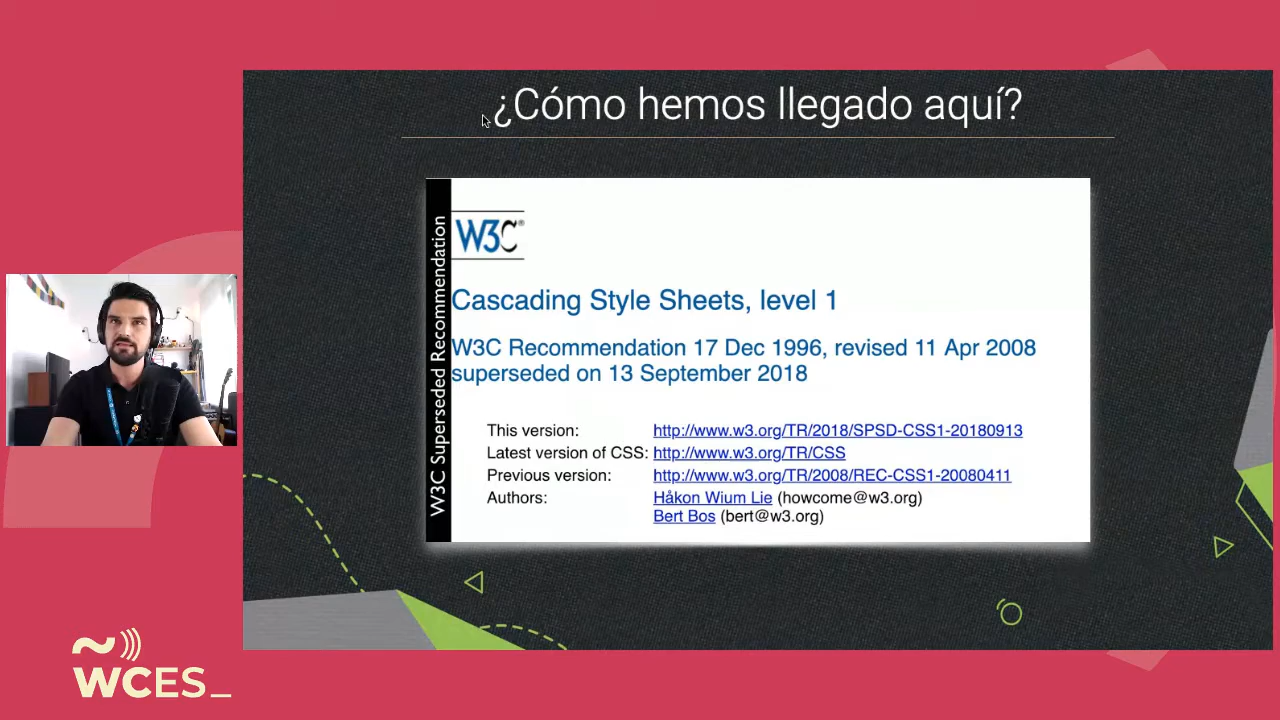 ¿Cómo hemos llegado aquí?
W3C Superseded Recommendation
W3C®
Cascading Style Sheets, level 1
W3C Recommendation 17 Dec 1996, revised 11 Apr 2008
superseded on 13 September 2018
This version: http://www.w3.org/TR/2018/SPSD-CSS1-20180913
Latest version of CSS: http://www.w3.org/TR/CSS
Previous version: http://www.w3.org/TR/2008/REC-CSS1-20080411
Authors: Håkon Wium Lie (howcome@w3.org)
Bert Bos (bert@w3.org)
WCES_